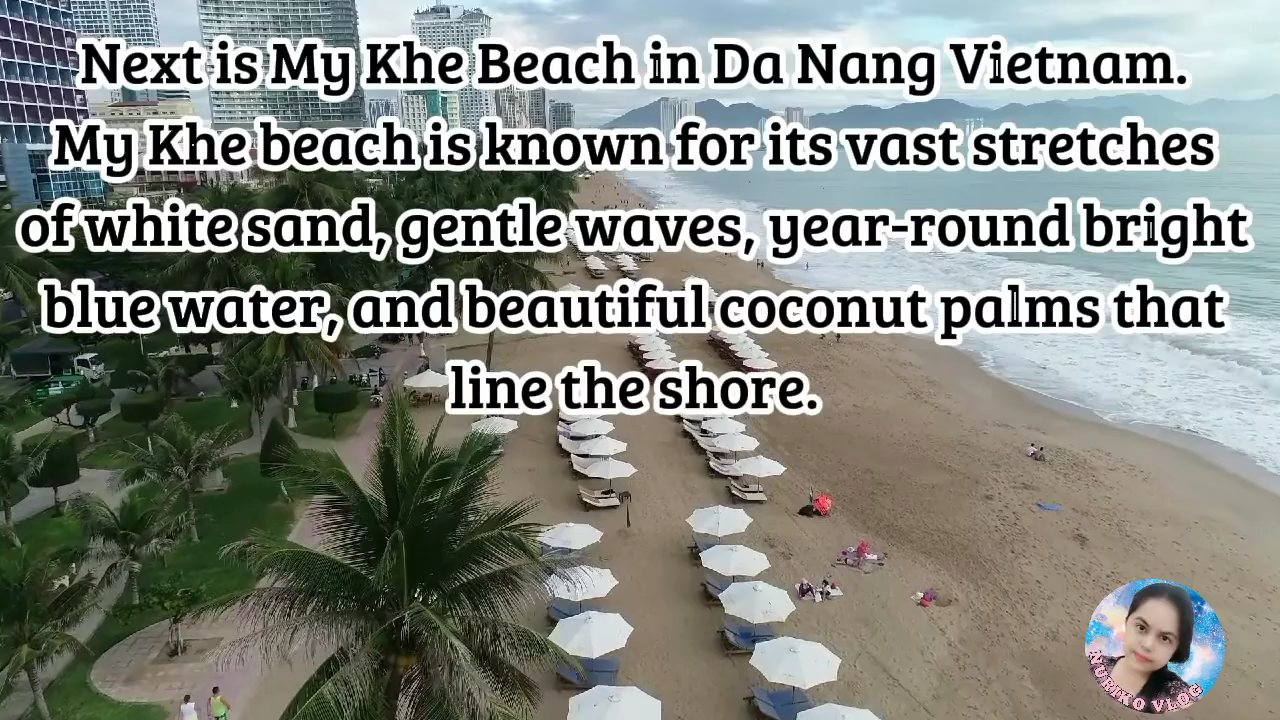 Next is My Khe Beach in Da Nang Vietnam.
My Khe beach is known for its vast stretches
of white sand, gentle waves, year-round bright
blue water, and beautiful coconut palms that
line the shore.